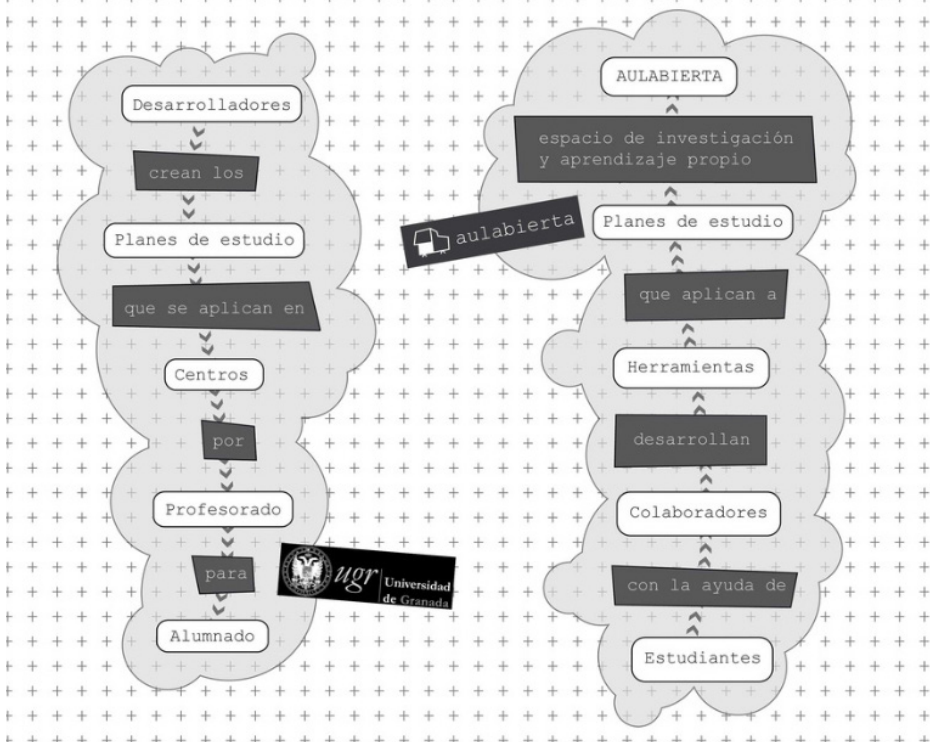 Desarrolladores
crean los
Planes de estudio
que se aplican en
Centros
por
Profesorado
para
Alumnado
ugr
Universidad
de Granada
aulabierta
AULABIERTA
espacio de investigación
y aprendizaje propio
Planes de estudio
que aplican a
Herramientas
desarrollan
Colaboradores
con la ayuda de
Estudiantes